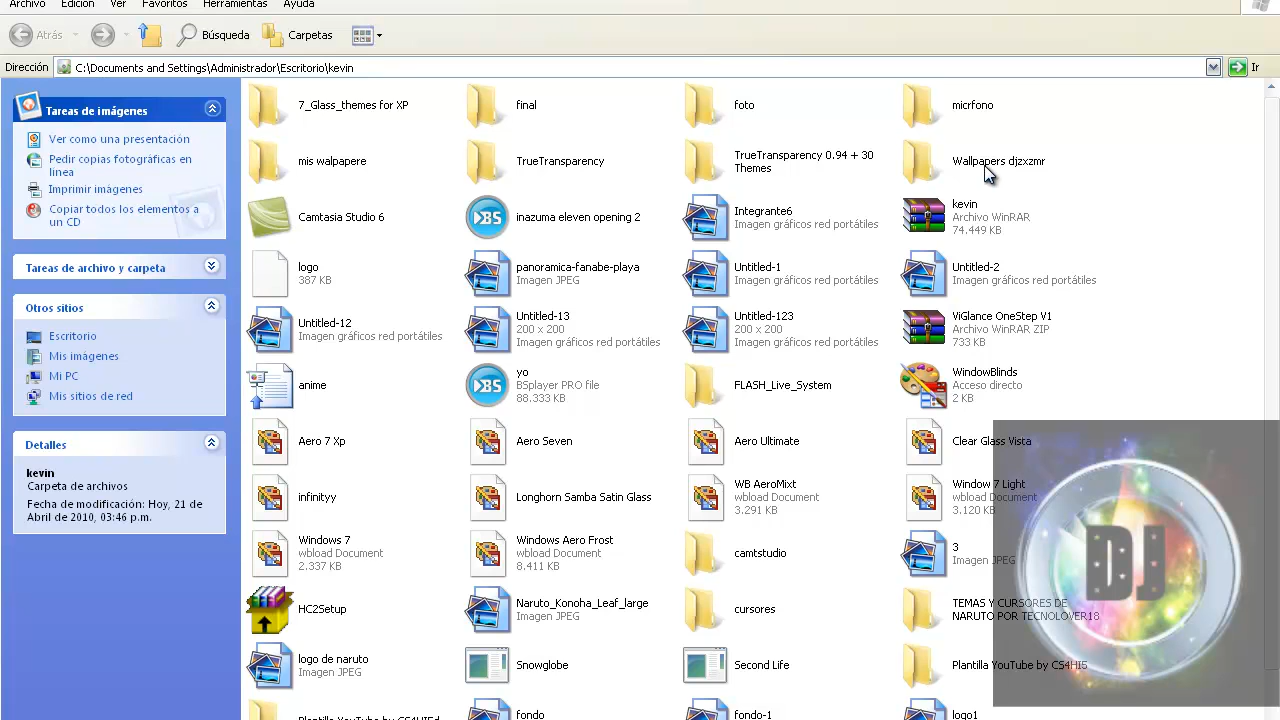 Archivo Edición Ver Favoritos Herramientas Ayuda
Atrás Búsqueda Carpetas
Dirección C:\Documents and Settings\Administrador\Escritorio\kevin Ir
Tareas de imágenes
Ver como una presentación
Pedir copias fotográficas en
línea
Imprimir imágenes
Copiar todos los elementos a
un CD
Tareas de archivo y carpeta
Otros sitios
Escritorio
Mis imágenes
Mi PC
Mis sitios de red
Detalles
kevin
Carpeta de archivos
Fecha de modificación: Hoy, 21 de
Abril de 2010, 03:46 p.m.
7_Glass_themes for XP
final
foto
micrfono
mis walpapere
TrueTransparency
TrueTransparency 0.94 + 30
Themes
Wallpapers djzxzmr
Camtasia Studio 6
BS
inazuma eleven opening 2
Integrante6
Imagen gráficos red portátiles
kevin
Archivo WinRAR
74.449 KB
logo
387 KB
panoramica-fanabe-playa
Imagen JPEG
Untitled-1
Imagen gráficos red portátiles
Untitled-2
Imagen gráficos red portátiles
Untitled-12
Imagen gráficos red portátiles
Untitled-13
200 x 200
Imagen gráficos red portátiles
Untitled-123
200 x 200
Imagen gráficos red portátiles
ViGlance OneStep V1
Archivo WinRAR ZIP
733 KB
anime
BS
yo
BSplayer PRO file
88.333 KB
FLASH_Live_System
WindowBlinds
Acceso directo
2 KB
Aero 7 Xp
Aero Seven
Aero Ultimate
Clear Glass Vista
infinityy
Longhorn Samba Satin Glass
WB AeroMixt
wbload Document
3.291 KB
Window 7 Light
wbload Document
3.120 KB
Windows 7
wbload Document
2.337 KB
Windows Aero Frost
wbload Document
8.411 KB
camtstudio
3
Imagen JPEG
HC2Setup
Naruto_Konoha_Leaf_large
Imagen JPEG
cursores
TEMAS Y CURSORES DE
NARUTO POR TECNOLOVER18
logo de naruto
Imagen JPEG
Snowglobe
Second Life
Plantilla YouTube by CS4HI5
Plantilla YouTube by CS4HIFd
fondo
fondo-1
logo1
DJ